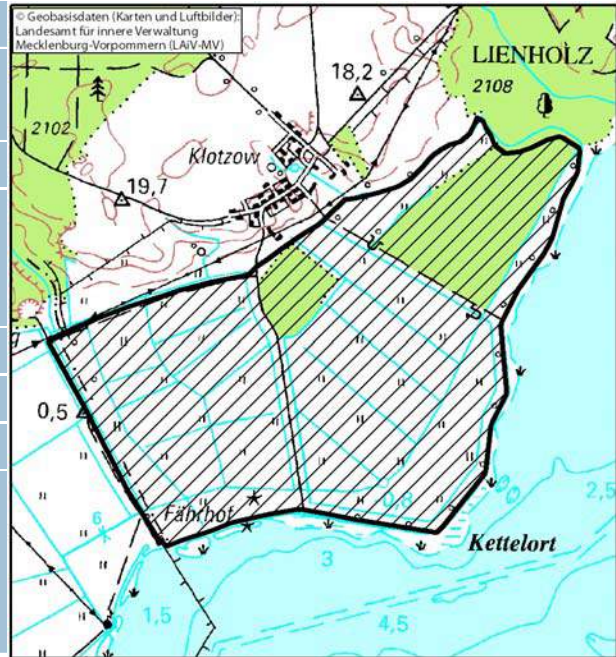 © Geobasisdaten (Karten und Luftbilder):
Landesamt für innere Verwaltung
Mecklenburg-Vorpommern (LAiV-MV)
LIENHOLZ
18,2
2108
2102
Klotzow
19,7
g
0,5
Fährhof
0,8
2,5
6
Kettelort
3
1,5
4,5